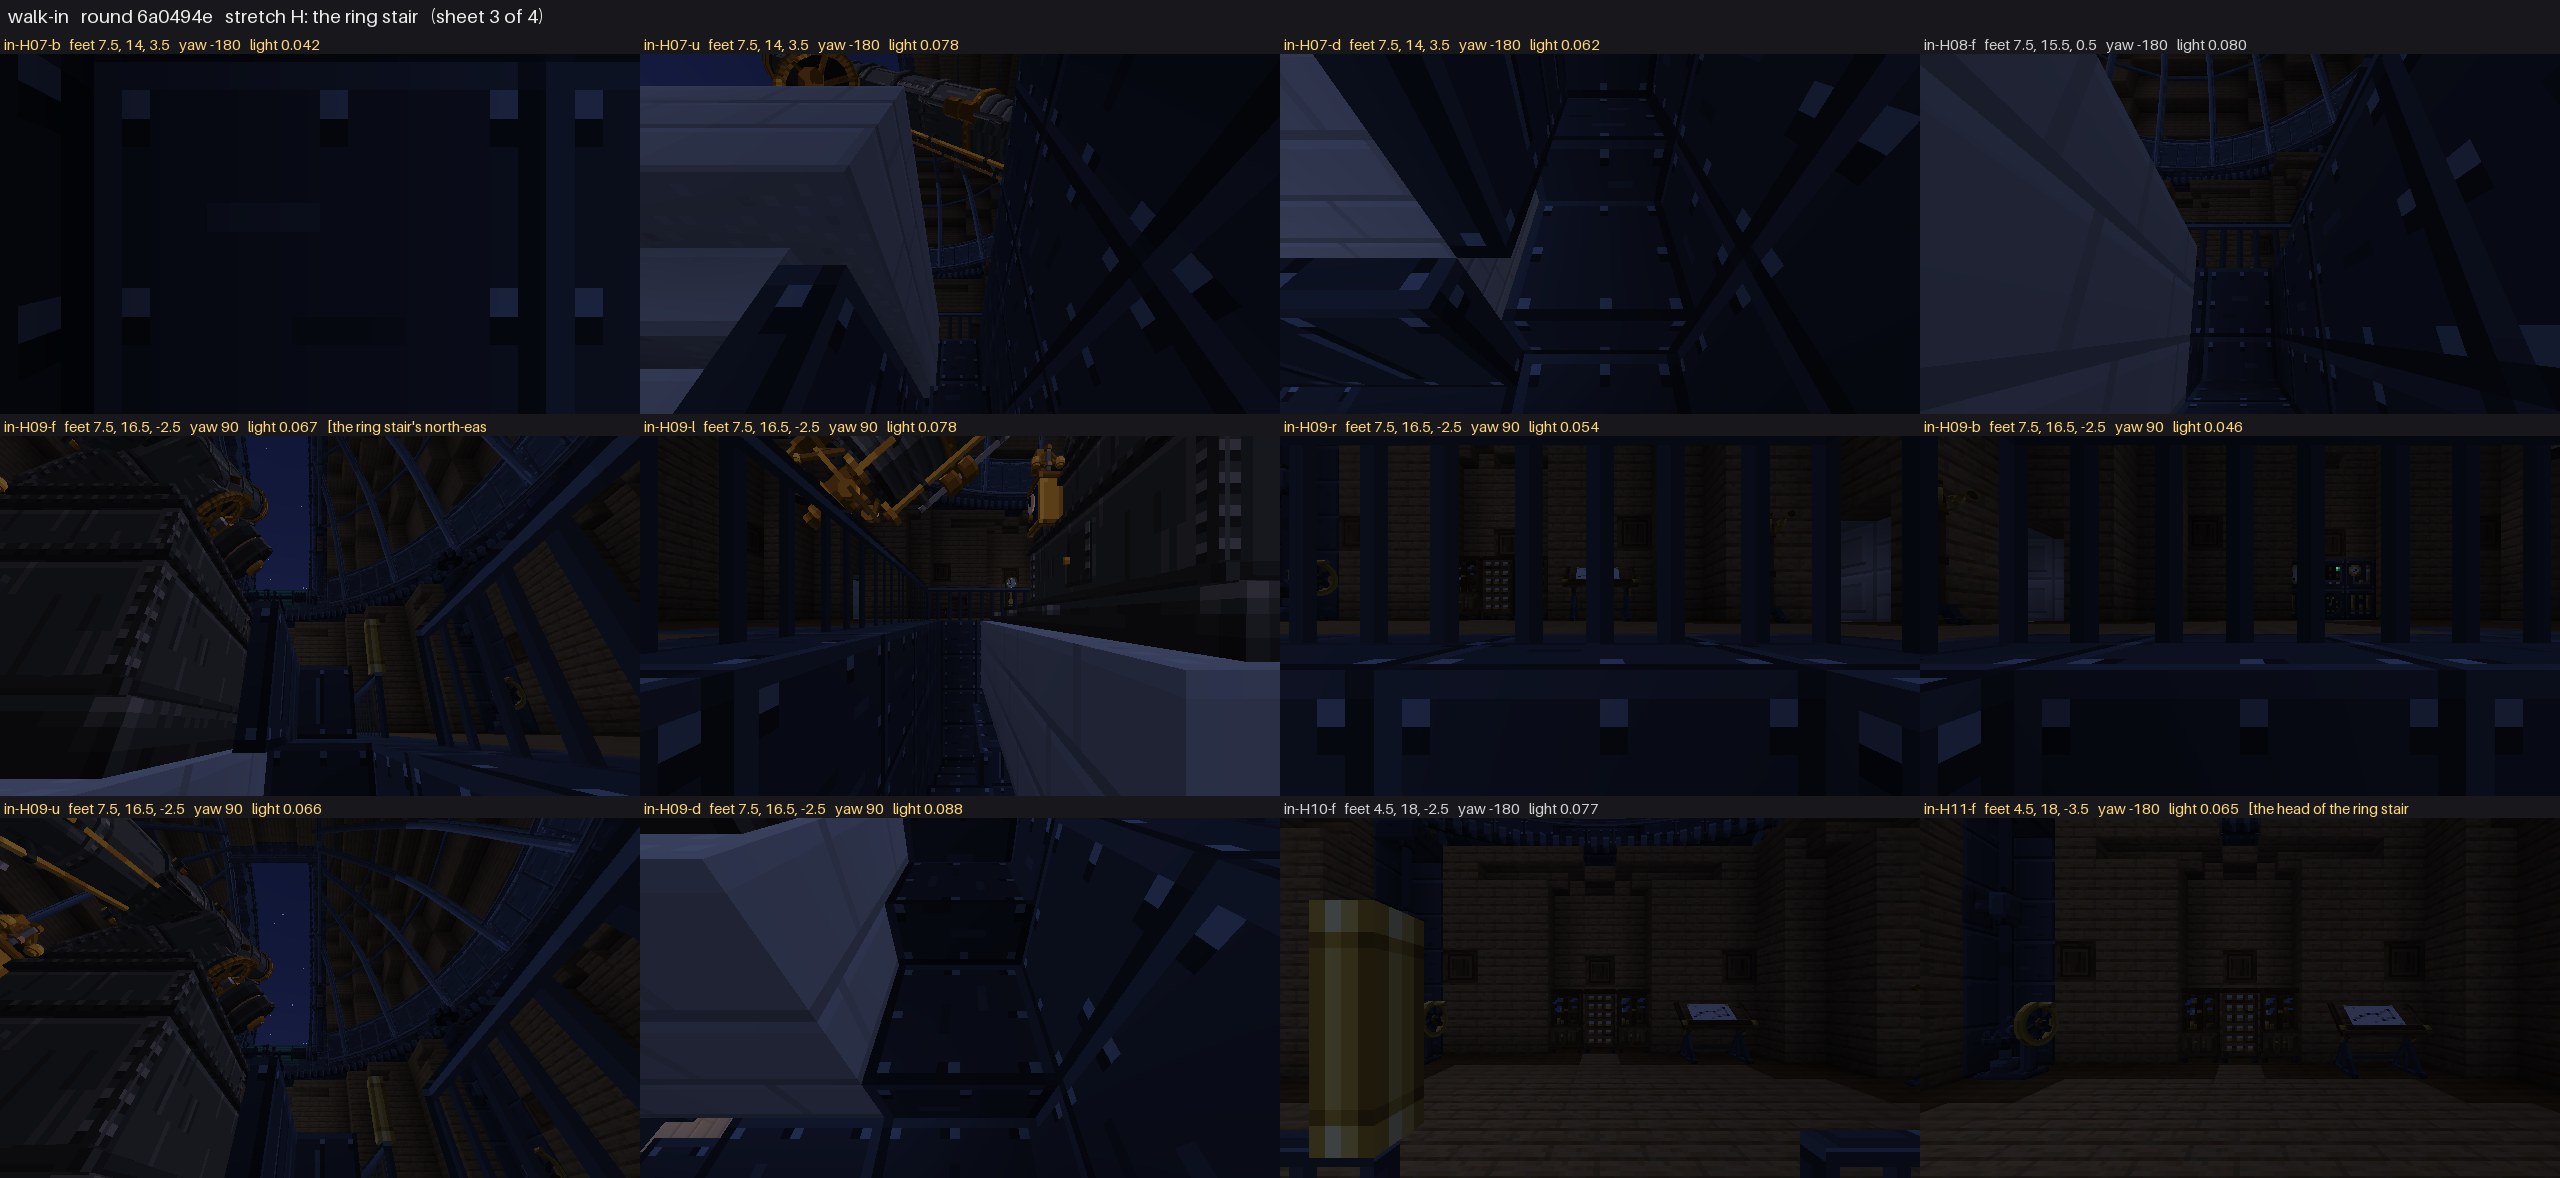 walk-in   round 6a0494e   stretch H: the ring stair   (sheet 3 of 4)
in-H07-b  feet 7.5, 14, 3.5  yaw -180  light 0.042
in-H07-u  feet 7.5, 14, 3.5  yaw -180  light 0.078
in-H07-d  feet 7.5, 14, 3.5  yaw -180  light 0.062
in-H08-f  feet 7.5, 15.5, 0.5  yaw -180  light 0.080
in-H09-f  feet 7.5, 16.5, -2.5  yaw 90  light 0.067  [the ring stair's north-eas
in-H09-l  feet 7.5, 16.5, -2.5  yaw 90  light 0.078
in-H09-r  feet 7.5, 16.5, -2.5  yaw 90  light 0.054
in-H09-b  feet 7.5, 16.5, -2.5  yaw 90  light 0.046
in-H09-u  feet 7.5, 16.5, -2.5  yaw 90  light 0.066
in-H09-d  feet 7.5, 16.5, -2.5  yaw 90  light 0.088
in-H10-f  feet 4.5, 18, -2.5  yaw -180  light 0.077
in-H11-f  feet 4.5, 18, -3.5  yaw -180  light 0.065  [the head of the ring stair